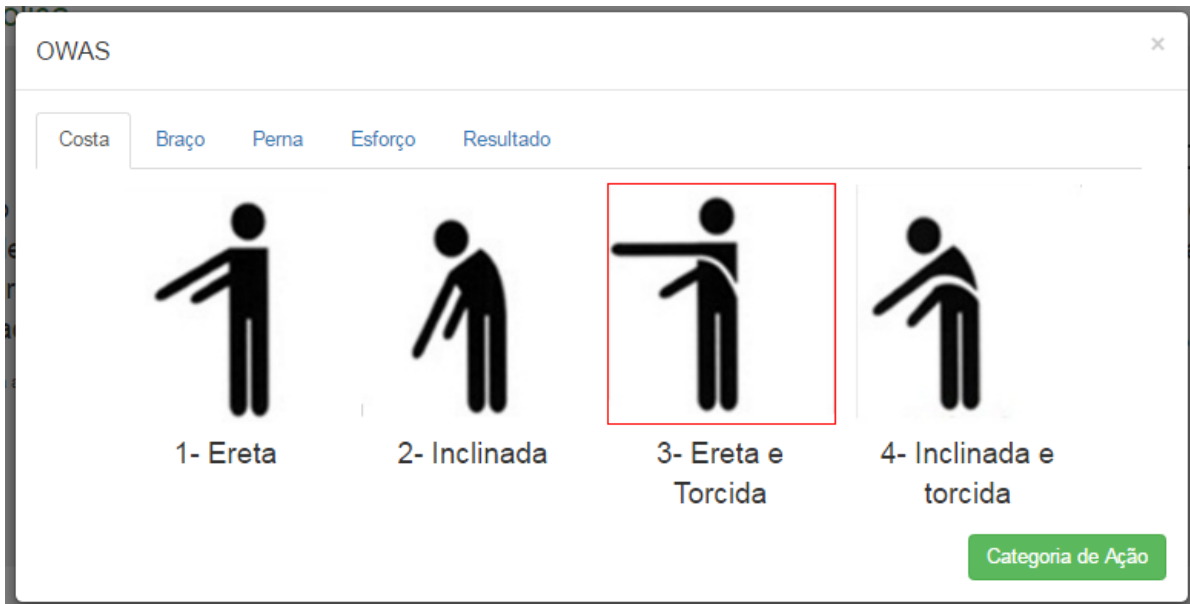 OWAS
×
Costa Braço Perna Esforço Resultado
1- Ereta
2- Inclinada
3- Ereta e
Torcida
4- Inclinada e
torcida
Categoria de Ação